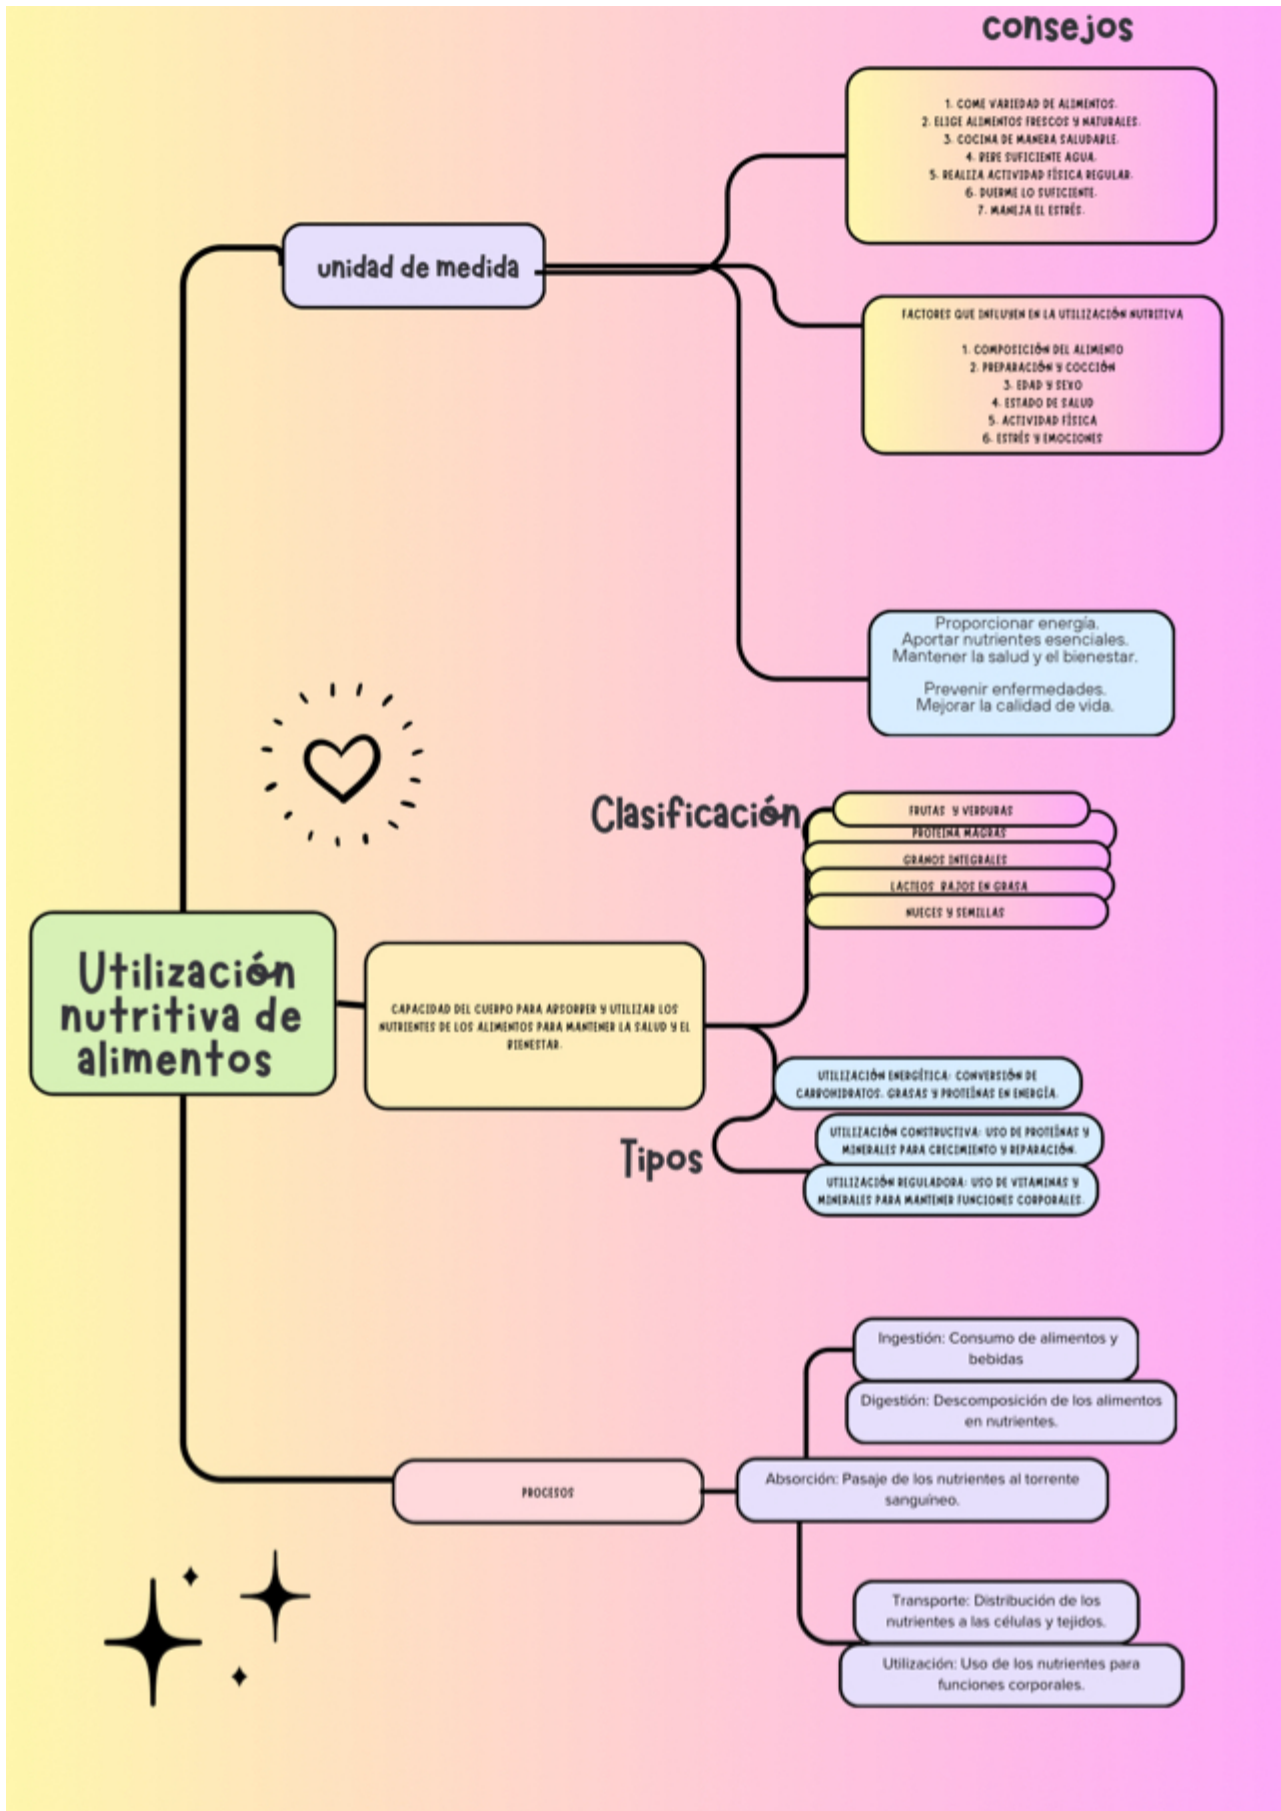 consejos
1. COME VARIEDAD DE ALIMENTOS.
2. ELIGE ALIMENTOS FRESCOS Y NATURALES.
3. COCINA DE MANERA SALUDABLE.
4. BEBE SUFICIENTE AGUA.
5. REALIZA ACTIVIDAD FÍSICA REGULAR.
6. DUERME LO SUFICIENTE.
7. MANEJA EL ESTRÉS.
unidad de medida
FACTORES QUE INFLUYEN EN LA UTILIZACIÓN NUTRITIVA
1. COMPOSICIÓN DEL ALIMENTO
2. PREPARACIÓN Y COCCIÓN
3. EDAD Y SEXO
4. ESTADO DE SALUD
5. ACTIVIDAD FÍSICA
6. ESTRÉS Y EMOCIONES
Proporcionar energía.
Aportar nutrientes esenciales.
Mantener la salud y el bienestar.
Prevenir enfermedades.
Mejorar la calidad de vida.
Clasificación
FRUTAS Y VERDURAS
PROTEINA MAGRAS
GRANOS INTEGRALES
LACTEOS BAJOS EN GRASA
NUECES Y SEMILLAS
Utilización
nutritiva de
alimentos
CAPACIDAD DEL CUERPO PARA ABSORBER Y UTILIZAR LOS
NUTRIENTES DE LOS ALIMENTOS PARA MANTENER LA SALUD Y EL
BIENESTAR.
Tipos
UTILIZACIÓN ENERGÉTICA: CONVERSIÓN DE
CARBOHIDRATOS, GRASAS Y PROTEÍNAS EN ENERGÍA.
UTILIZACIÓN CONSTRUCTIVA: USO DE PROTEÍNAS Y
MINERALES PARA CRECIMIENTO Y REPARACIÓN.
UTILIZACIÓN REGULADORA: USO DE VITAMINAS Y
MINERALES PARA MANTENER FUNCIONES CORPORALES.
PROCESOS
Ingestión: Consumo de alimentos y
bebidas
Digestión: Descomposición de los alimentos
en nutrientes.
Absorción: Pasaje de los nutrientes al torrente
sanguíneo.
Transporte: Distribución de los
nutrientes a las células y tejidos.
Utilización: Uso de los nutrientes para
funciones corporales.